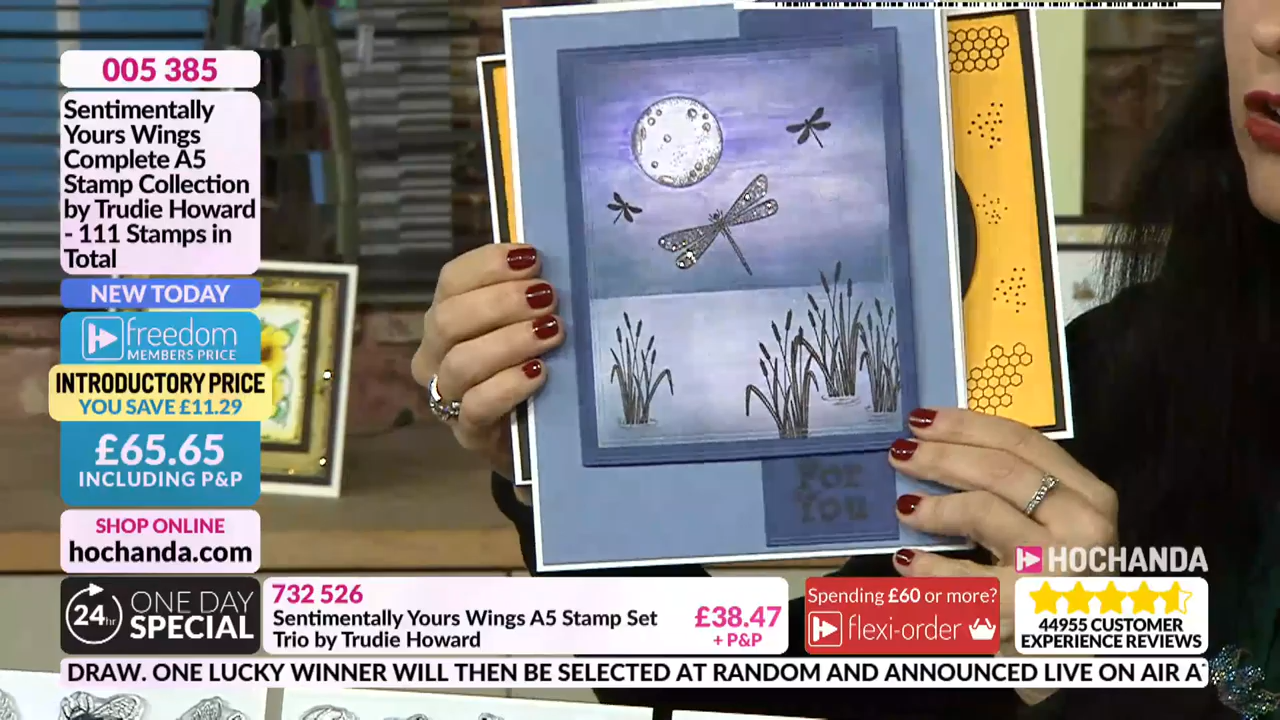 005 385
Sentimentally
Yours Wings
Complete A5
Stamp Collection
by Trudie Howard
- 111 Stamps in
Total
NEW TODAY
freedom
MEMBERS PRICE
INTRODUCTORY PRICE
YOU SAVE £11.29
£65.65
INCLUDING P&P
SHOP ONLINE
hochanda.com
For
You
HOCHANDA
24hr ONE DAY
SPECIAL
732 526
Sentimentally Yours Wings A5 Stamp Set
Trio by Trudie Howard
£38.47
+ P&P
Spending £60 or more?
flexi-order
44955 CUSTOMER
EXPERIENCE REVIEWS
DRAW. ONE LUCKY WINNER WILL THEN BE SELECTED AT RANDOM AND ANNOUNCED LIVE ON AIR A